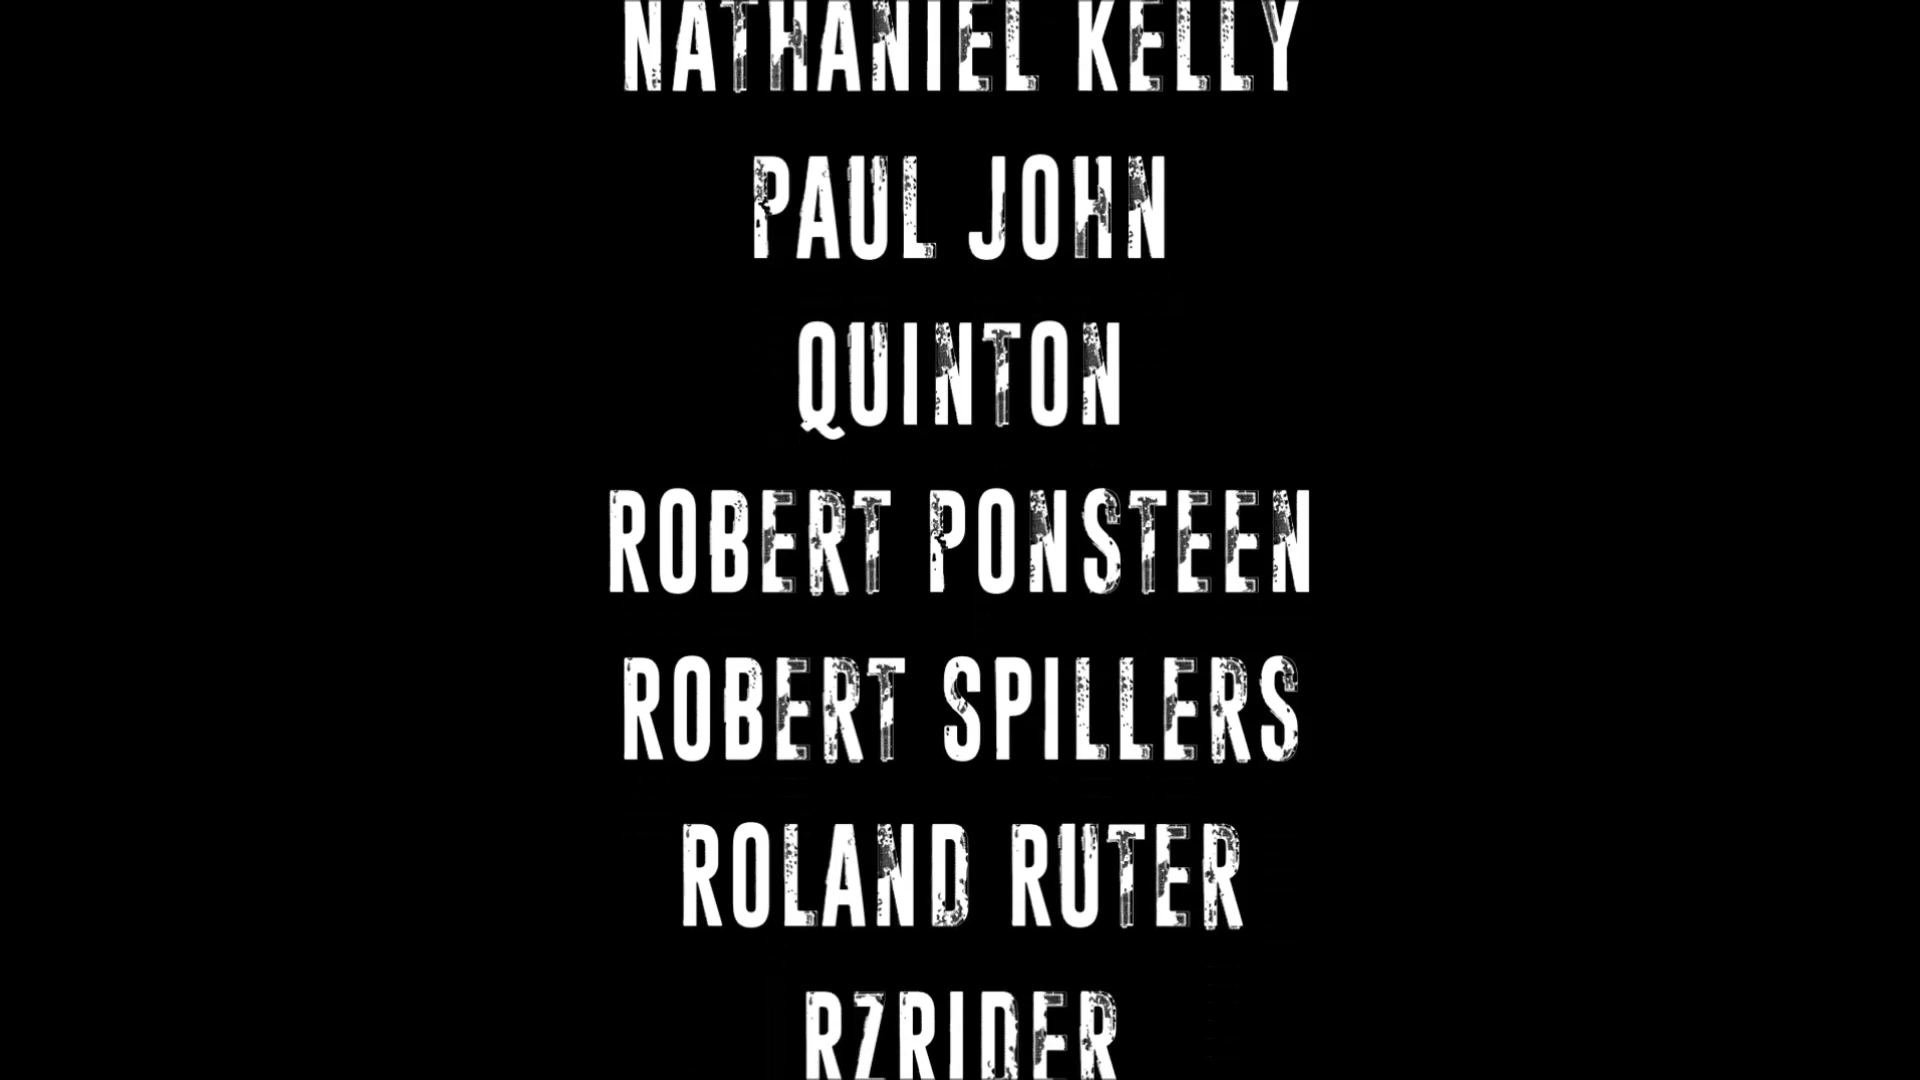 NATHANIEL KELLY
PAUL JOHN
QUINTON
ROBERT PONSTEEN
ROBERT SPILLERS
ROLAND RUTER
RZRIDER